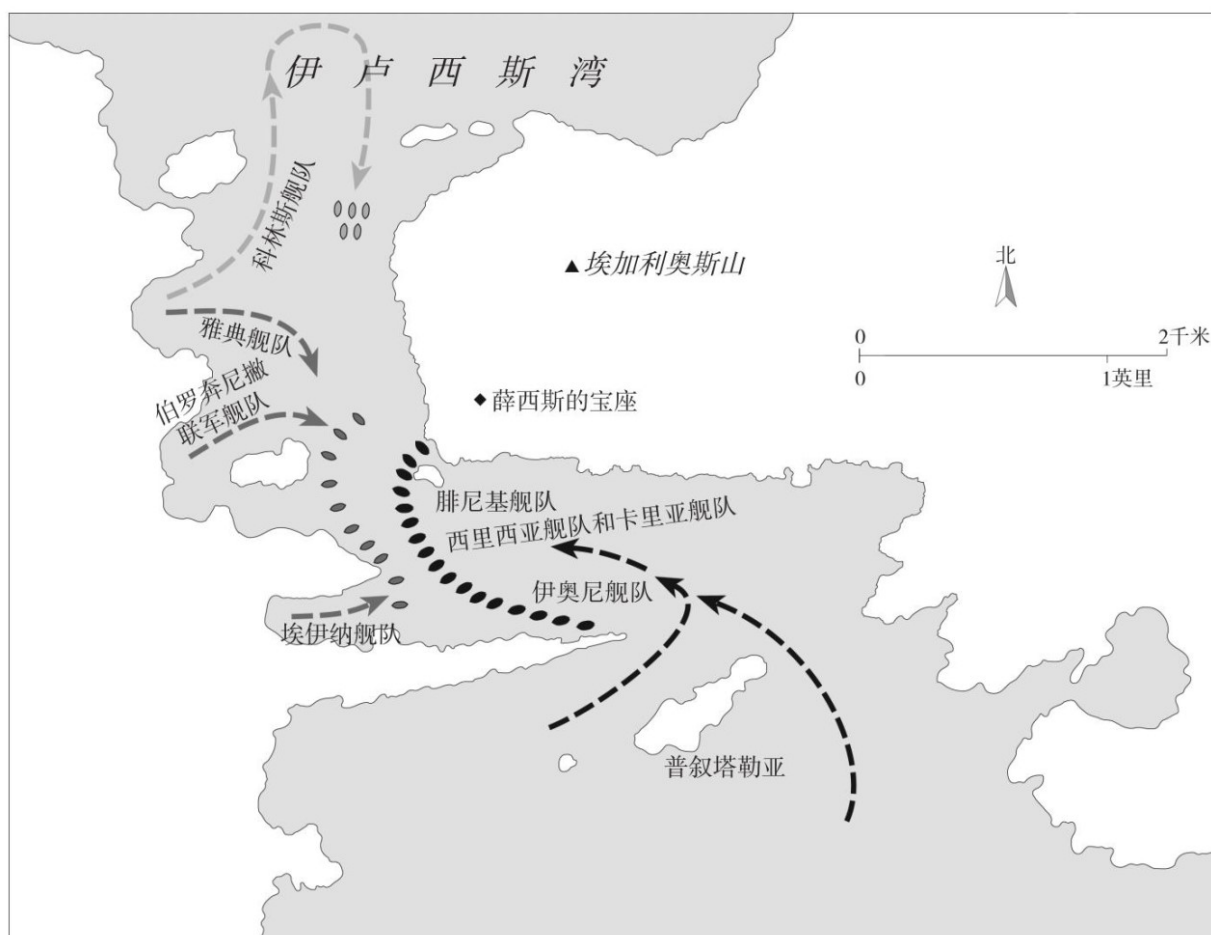 伊卢西斯湾
科林斯舰队
埃加利奥斯山
北
0 2千米
0 1英里
雅典舰队
伯罗奔尼撒
联军舰队
薛西斯的宝座
腓尼基舰队
西里西亚舰队和卡里亚舰队
伊奥尼舰队
埃伊纳舰队
普叙塔勒亚